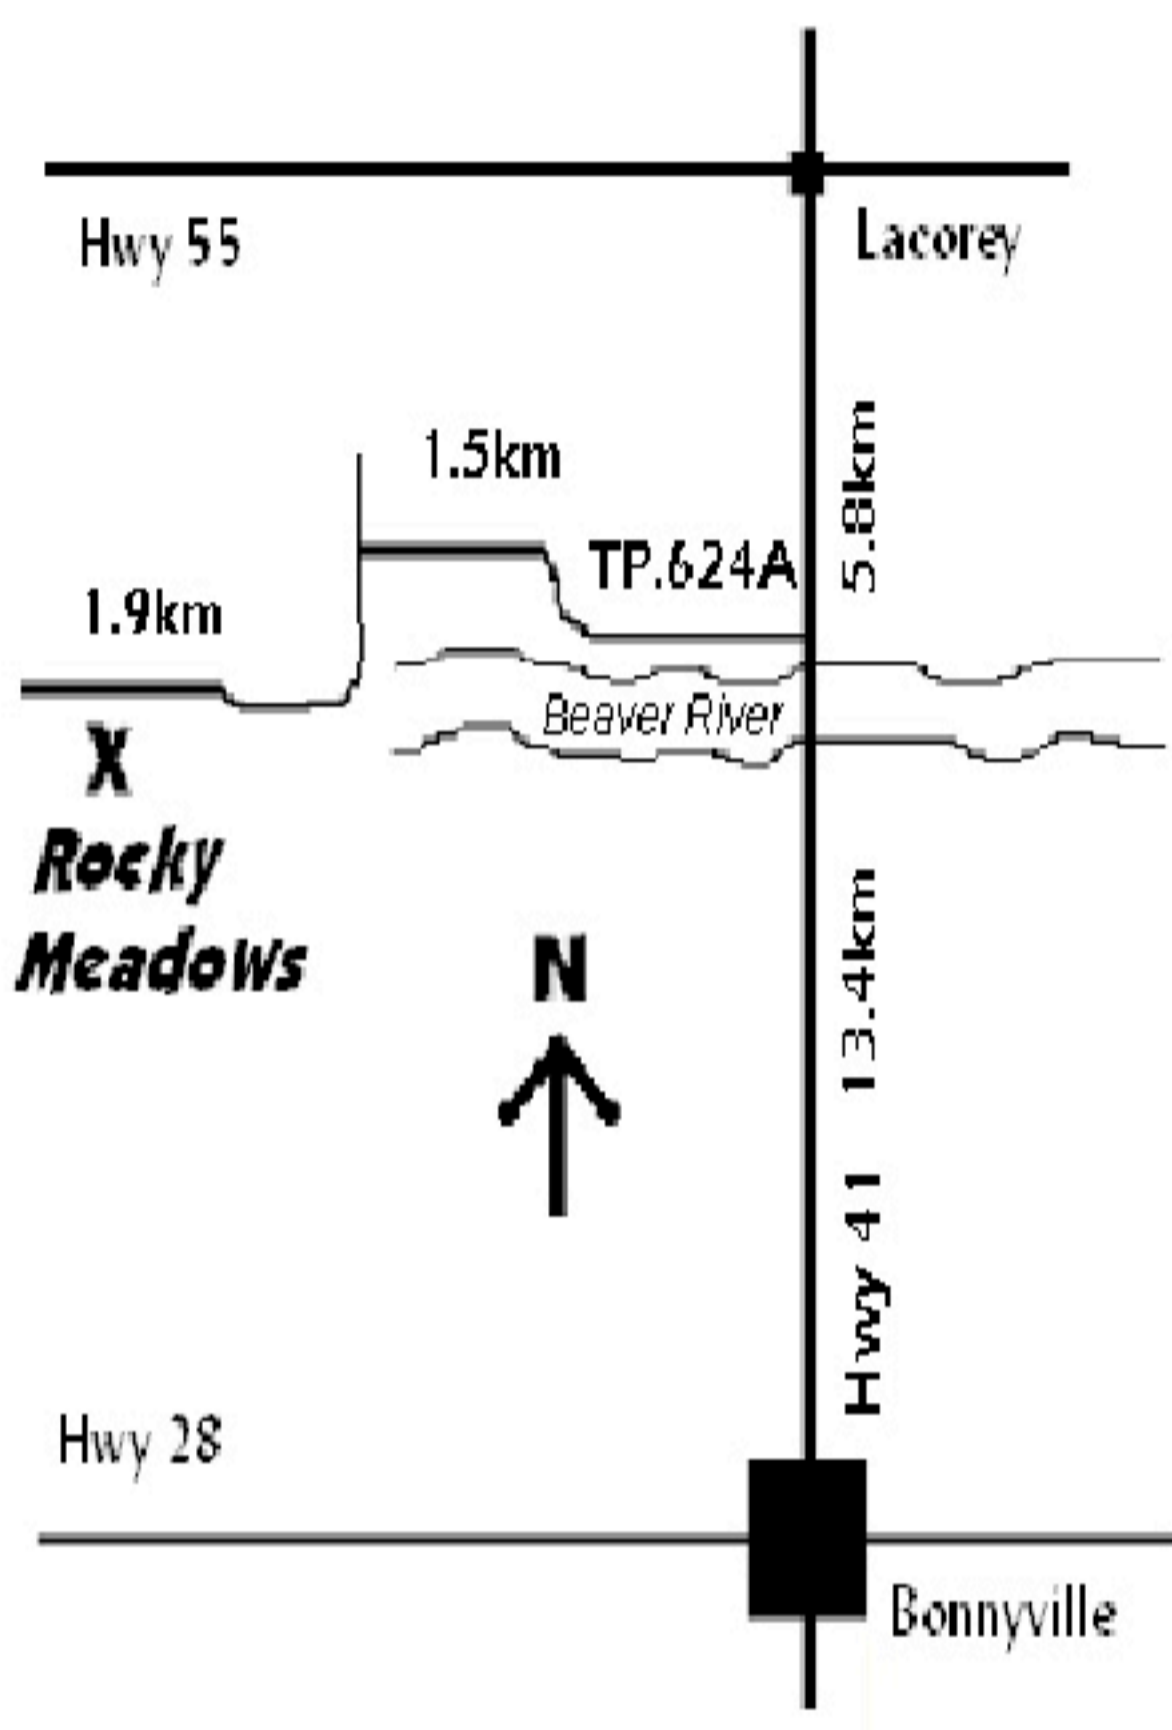 Hwy 55
Lacorey
5.8km
1.5km
TP.624A
1.9km
Beaver River
X
Rocky
Meadows
N
Hwy 41 13.4km
Hwy 28
Bonnyville